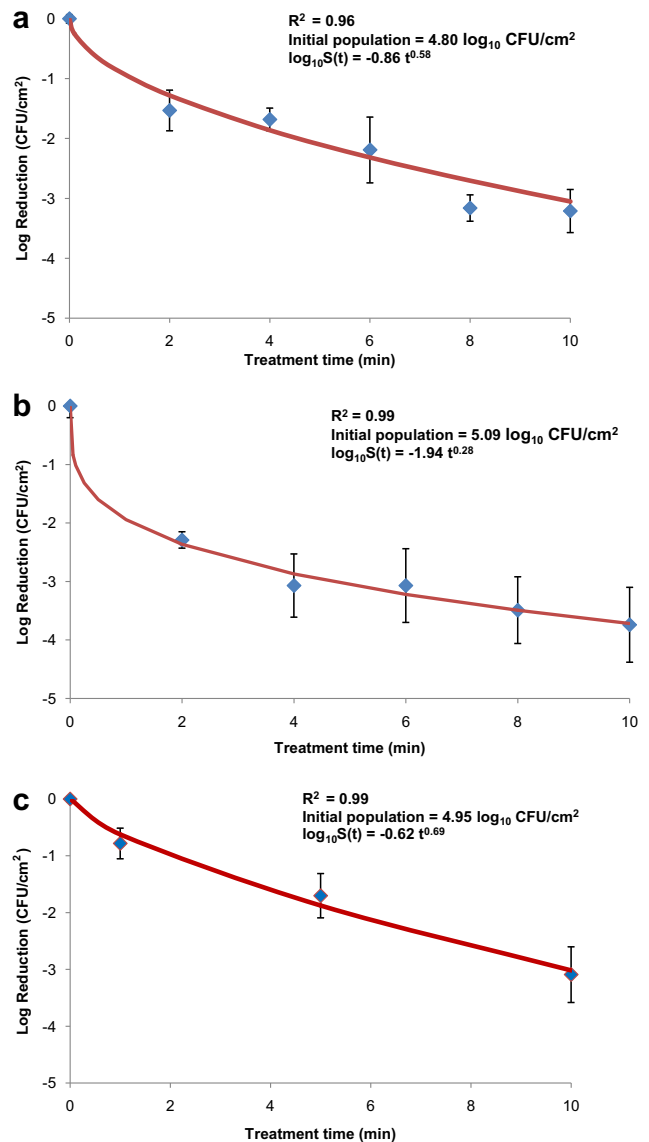 a
R² = 0.96
Initial population = 4.80 log₁₀ CFU/cm²
log₁₀S(t) = -0.86 t^0.58
Log Reduction (CFU/cm²)
0
-1
-2
-3
-4
-5
0 2 4 6 8 10
Treatment time (min)
b
R² = 0.99
Initial population = 5.09 log₁₀ CFU/cm²
log₁₀S(t) = -1.94 t^0.28
Log Reduction (CFU/cm²)
0
-1
-2
-3
-4
-5
0 2 4 6 8 10
Treatment time (min)
c
R² = 0.99
Initial population = 4.95 log₁₀ CFU/cm²
log₁₀S(t) = -0.62 t^0.69
Log Reduction (CFU/cm²)
0
-1
-2
-3
-4
-5
0 2 4 6 8 10
Treatment time (min)